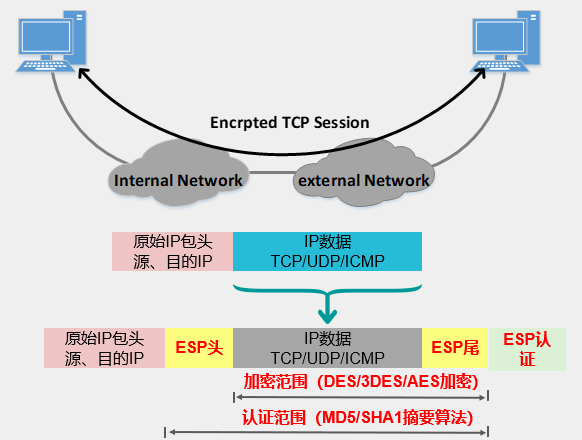 Encrpted TCP Session
Internal Network
external Network
原始IP包头
源、目的IP
IP数据
TCP/UDP/ICMP
原始IP包头
源、目的IP
ESP头
IP数据
TCP/UDP/ICMP
ESP尾
ESP认
证
加密范围（DES/3DES/AES加密）
认证范围（MD5/SHA1摘要算法）